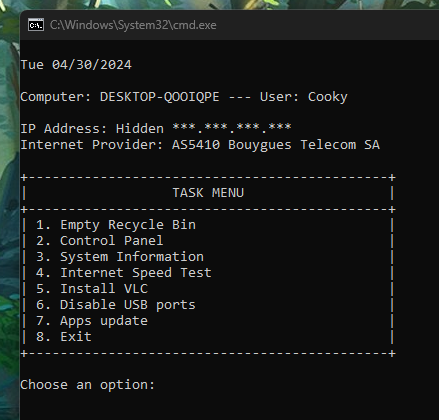 C:\Windows\System32\cmd.exe
Tue 04/30/2024
Computer: DESKTOP-QOOIQPE --- User: Cooky
IP Address: Hidden ***.***.***.***
Internet Provider: AS5410 Bouygues Telecom SA
+---------------------------------------------+
| TASK MENU |
+---------------------------------------------+
| 1. Empty Recycle Bin |
| 2. Control Panel |
| 3. System Information |
| 4. Internet Speed Test |
| 5. Install VLC |
| 6. Disable USB ports |
| 7. Apps update |
| 8. Exit |
+---------------------------------------------+
Choose an option: